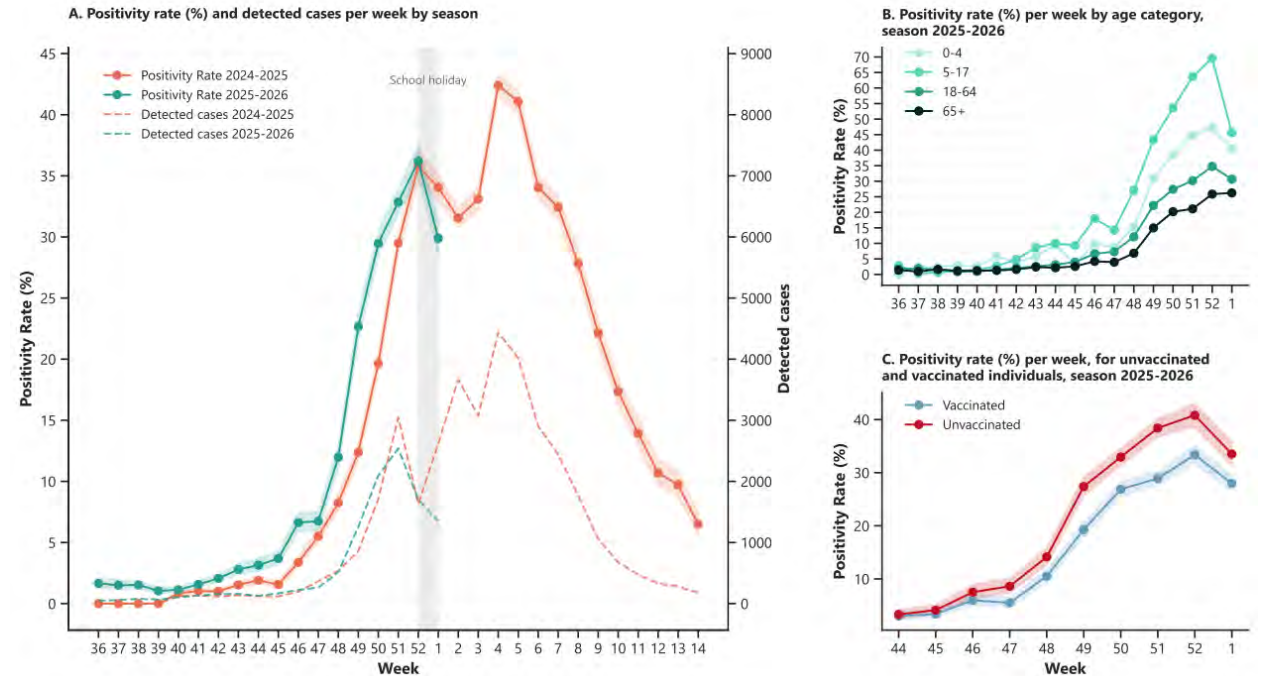 A. Positivity rate (%) and detected cases per week by season
45
40
35
30
25
20
15
10
5
0
Positivity Rate (%)
Positivity Rate 2024-2025
Positivity Rate 2025-2026
Detected cases 2024-2025
Detected cases 2025-2026
School holiday
9000
8000
7000
6000
5000
4000
3000
2000
1000
0
Detected cases
36 37 38 39 40 41 42 43 44 45 46 47 48 49 50 51 52 1 2 3 4 5 6 7 8 9 10 11 12 13 14
Week
B. Positivity rate (%) per week by age category,
season 2025-2026
70
65
60
55
50
45
40
35
30
25
20
15
10
5
0
Positivity Rate (%)
0-4
5-17
18-64
65+
36 37 38 39 40 41 42 43 44 45 46 47 48 49 50 51 52 1
C. Positivity rate (%) per week, for unvaccinated
and vaccinated individuals, season 2025-2026
40
30
20
10
Positivity Rate (%)
Vaccinated
Unvaccinated
44 45 46 47 48 49 50 51 52 1
Week